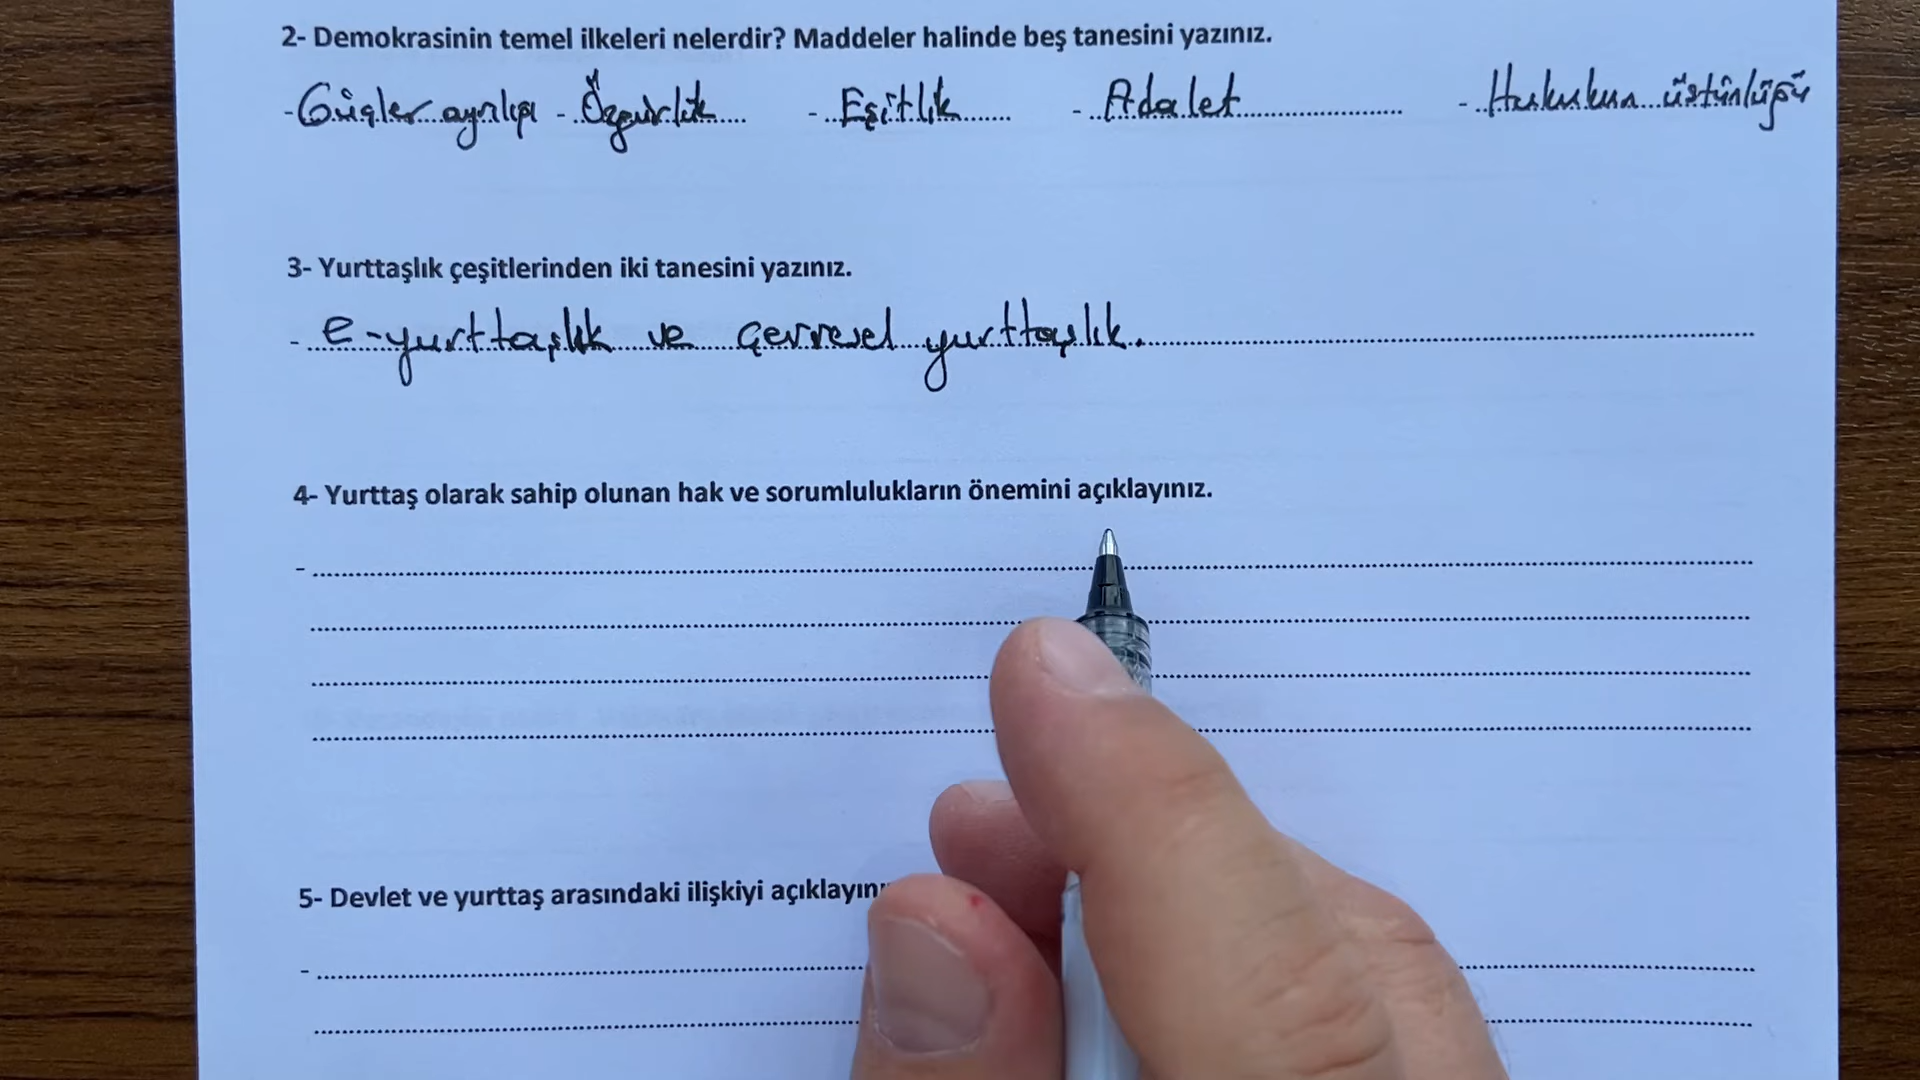 2- Demokrasinin temel ilkeleri nelerdir? Maddeler halinde beş tanesini yazınız.
- Güçler ayrılığı - Özgürlük - Eşitlik - Adalet - Hukukun üstünlüğü
3- Yurttaşlık çeşitlerinden iki tanesini yazınız.
- e-yurttaşlık ve çevresel yurttaşlık.
4- Yurttaş olarak sahip olunan hak ve sorumlulukların önemini açıklayınız.
-
5- Devlet ve yurttaş arasındaki ilişkiyi
-